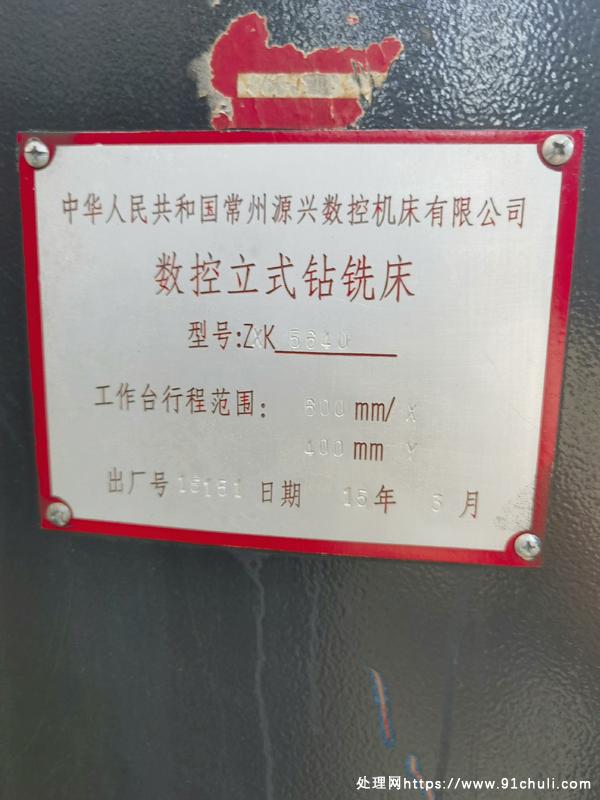 中华人民共和国常州源兴数控机床有限公司
数控立式钻铣床
型号:ZXK 5640
工作台行程范围: 600 mm/ X
400 mm Y
出厂号 15151 日期 15 年 5 月
处理网https://www.91chuli.com/